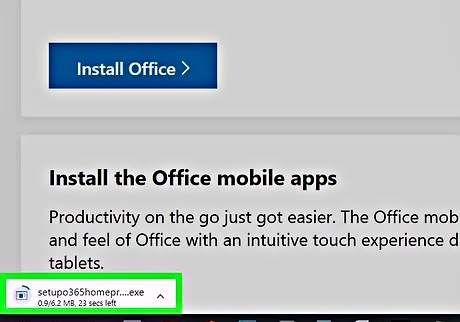 Install Office >
Install the Office mobile apps
Productivity on the go just got easier. The Office mob
and feel of Office with an intuitive touch experience d
tablets.
setupo365homepr....exe
0.9/6.2 MB, 23 secs left